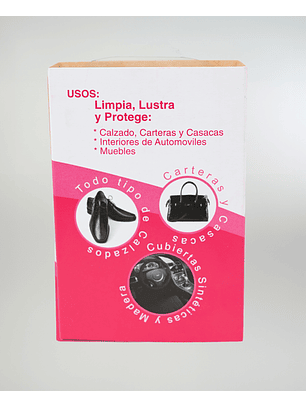 USOS:
Limpia, Lustra
y Protege:
* Calzado, Carteras y Casacas
* Interiores de Automoviles
* Muebles
Todo tipo de Calzados
Carteras y Casacas
Cubiertas Sintéticas y Madera